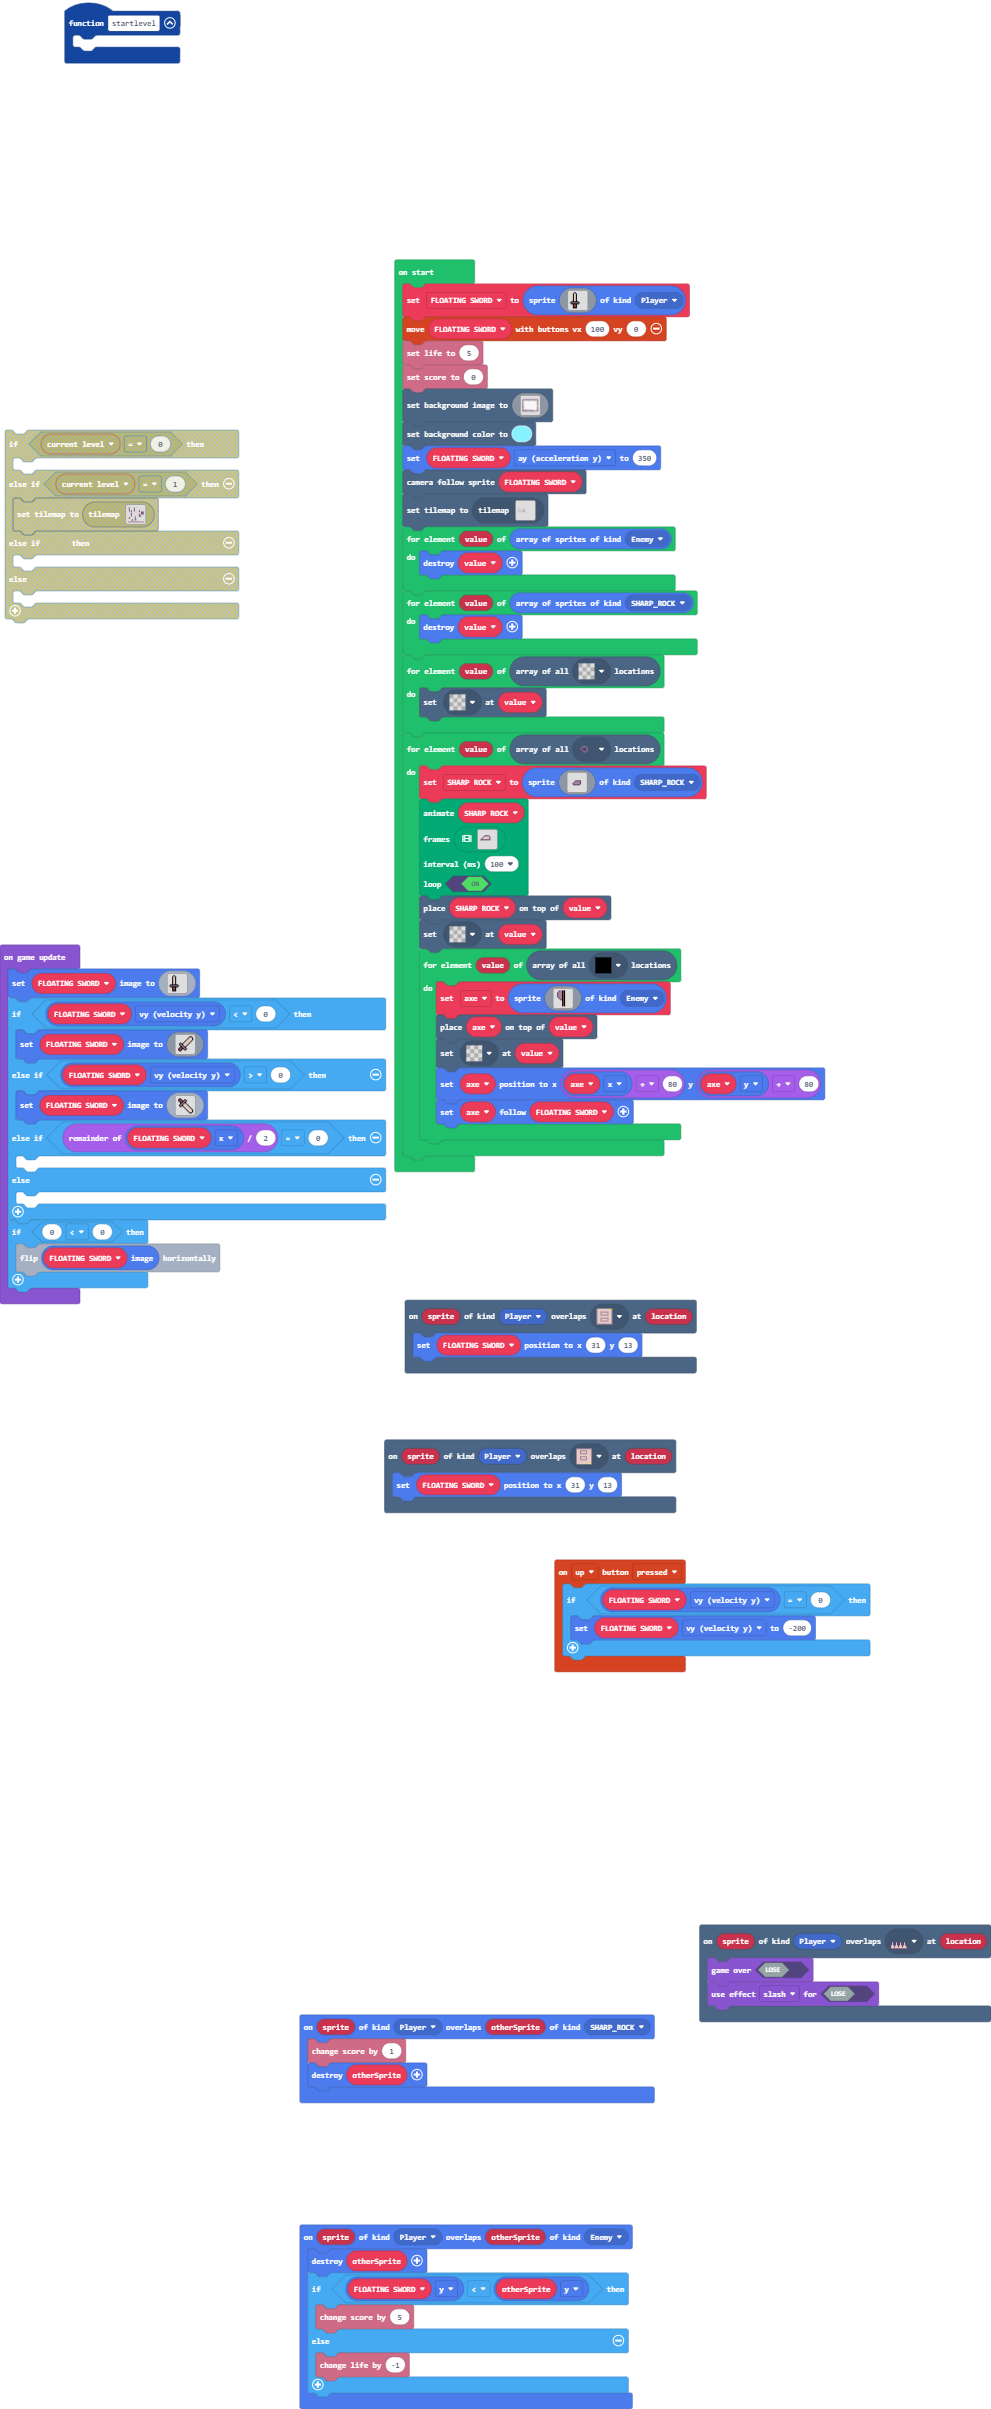 function startlevel
on start
set FLOATING SWORD to sprite of kind Player
move FLOATING SWORD with buttons vx 100 vy 0
set life to 5
set score to 0
set background image to
set background color to
set FLOATING SWORD ay (acceleration y) to 350
camera follow sprite FLOATING SWORD
set tilemap to tilemap
for element value of array of sprites of kind Enemy
do
destroy value
for element value of array of sprites of kind SHARP_ROCK
do
destroy value
for element value of array of all locations
do
set at value
for element value of array of all locations
do
set SHARP ROCK to sprite of kind SHARP_ROCK
animate SHARP ROCK
frames
interval (ms) 100
loop ON
place SHARP ROCK on top of value
set at value
for element value of array of all locations
do
set axe to sprite of kind Enemy
place axe on top of value
set at value
set axe position to x axe x + 80 y axe y + 80
set axe follow FLOATING SWORD
if current level = 0 then
else if current level = 1 then
set tilemap to tilemap
else if then
else
on game update
set FLOATING SWORD image to
if FLOATING SWORD vy (velocity y) < 0 then
set FLOATING SWORD image to
else if FLOATING SWORD vy (velocity y) > 0 then
set FLOATING SWORD image to
else if remainder of FLOATING SWORD x / 2 = 0 then
else
if 0 < 0 then
flip FLOATING SWORD image horizontally
on sprite of kind Player overlaps at location
set FLOATING SWORD position to x 31 y 13
on sprite of kind Player overlaps at location
set FLOATING SWORD position to x 31 y 13
on up button pressed
if FLOATING SWORD vy (velocity y) = 0 then
set FLOATING SWORD vy (velocity y) to -200
on sprite of kind Player overlaps at location
game over LOSE
use effect slash for LOSE
on sprite of kind Player overlaps otherSprite of kind SHARP_ROCK
change score by 1
destroy otherSprite
on sprite of kind Player overlaps otherSprite of kind Enemy
destroy otherSprite
if FLOATING SWORD y < otherSprite y then
change score by 5
else
change life by -1